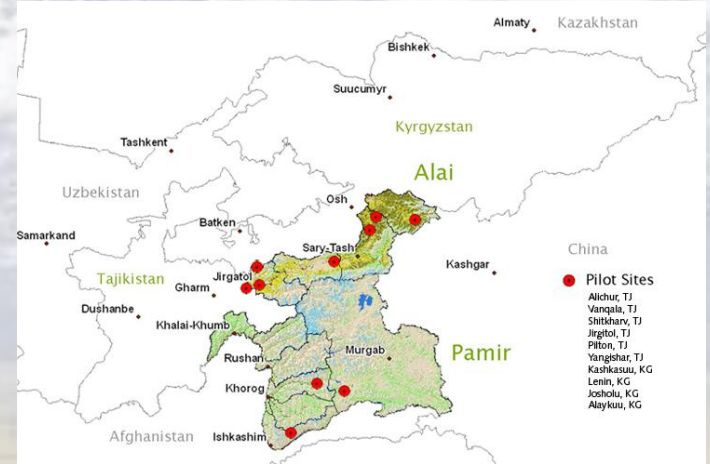 Almaty
Kazakhstan
Bishkek
Suucumyr
Kyrgyzstan
Tashkent
Alai
Uzbekistan
Osh
Batken
Samarkand
Sary-Tash
China
Kashgar
Jirgatol
Tajikistan
Gharm
Dushanbe
Khalai-Khumb
Murgab
Pamir
Rushan
Khorog
Afghanistan
Ishkashim
Pilot Sites
Alichur, TJ
Vanqala, TJ
Shitkharv, TJ
Jirgitol, TJ
Pilton, TJ
Yangishar, TJ
Kashkasuu, KG
Lenin, KG
Josholu, KG
Alaykuu, KG